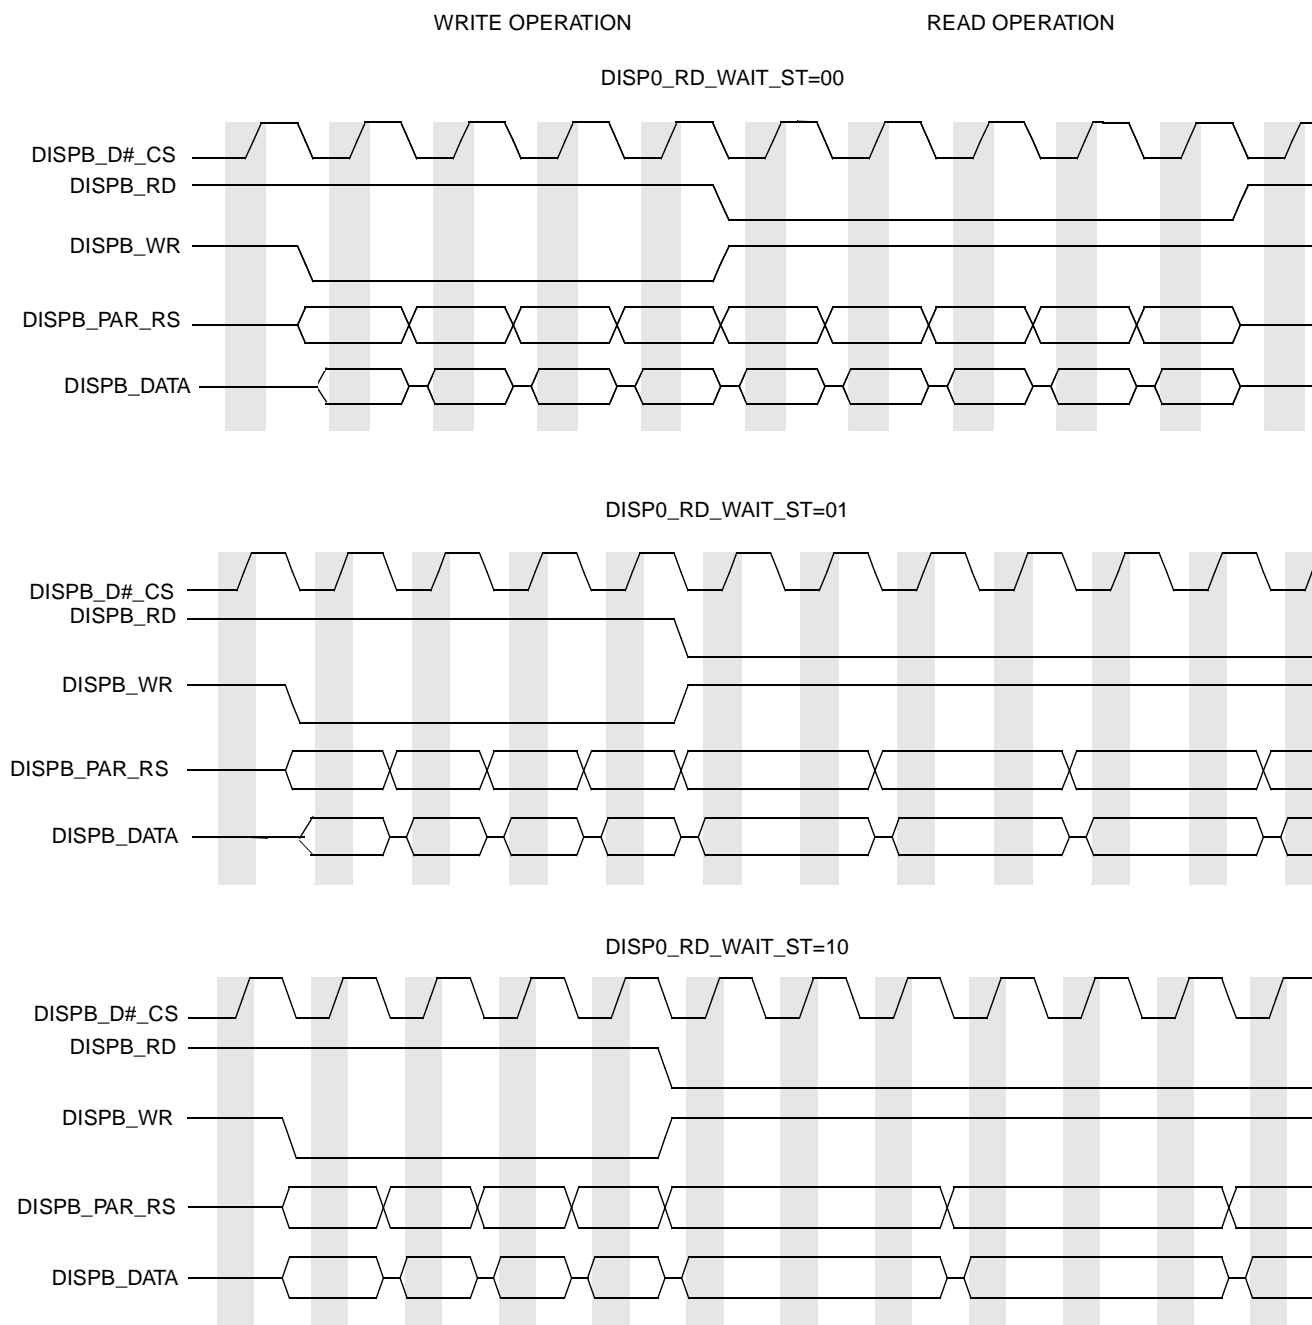 WRITE OPERATION READ OPERATION
DISP0_RD_WAIT_ST=00
DISPB_D#_CS
DISPB_RD
DISPB_WR
DISPB_PAR_RS
DISPB_DATA
DISP0_RD_WAIT_ST=01
DISPB_D#_CS
DISPB_RD
DISPB_WR
DISPB_PAR_RS
DISPB_DATA
DISP0_RD_WAIT_ST=10
DISPB_D#_CS
DISPB_RD
DISPB_WR
DISPB_PAR_RS
DISPB_DATA